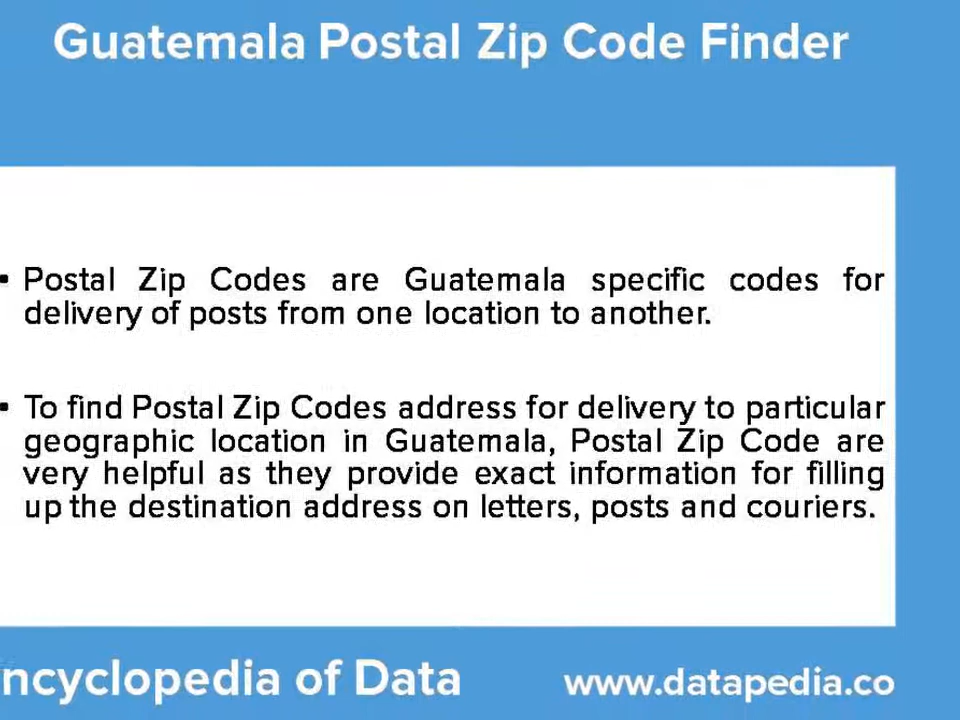 Guatemala Postal Zip Code Finder
• Postal Zip Codes are Guatemala specific codes for
delivery of posts from one location to another.
• To find Postal Zip Codes address for delivery to particular
geographic location in Guatemala, Postal Zip Code are
very helpful as they provide exact information for filling
up the destination address on letters, posts and couriers.
ncyclopedia of Data
www.datapedia.co